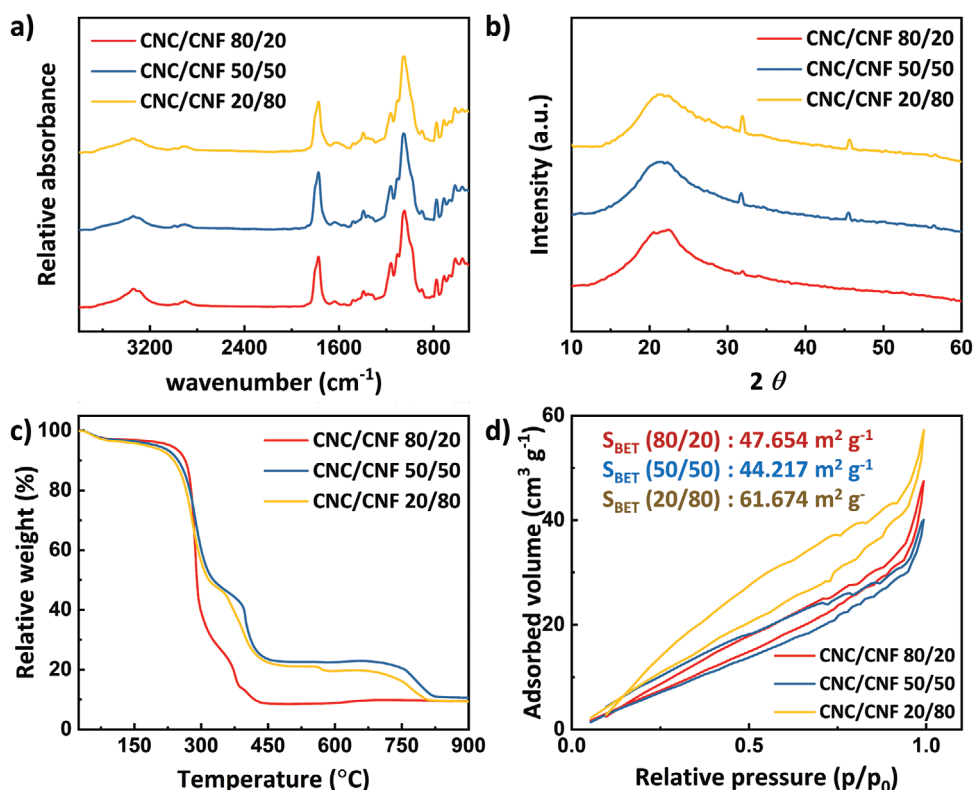 a)
CNC/CNF 80/20
CNC/CNF 50/50
CNC/CNF 20/80
Relative absorbance
3200 2400 1600 800
wavenumber (cm⁻¹)
b)
CNC/CNF 80/20
CNC/CNF 50/50
CNC/CNF 20/80
Intensity (a.u.)
10 20 30 40 50 60
2 θ
c)
CNC/CNF 80/20
CNC/CNF 50/50
CNC/CNF 20/80
Relative weight (%)
100
80
60
40
20
0
150 300 450 600 750 900
Temperature (°C)
d)
S_BET (80/20) : 47.654 m² g⁻¹
S_BET (50/50) : 44.217 m² g⁻¹
S_BET (20/80) : 61.674 m² g⁻
Adsorbed volume (cm³ g⁻¹)
60
40
20
0
CNC/CNF 80/20
CNC/CNF 50/50
CNC/CNF 20/80
0.0 0.5 1.0
Relative pressure (p/p₀)